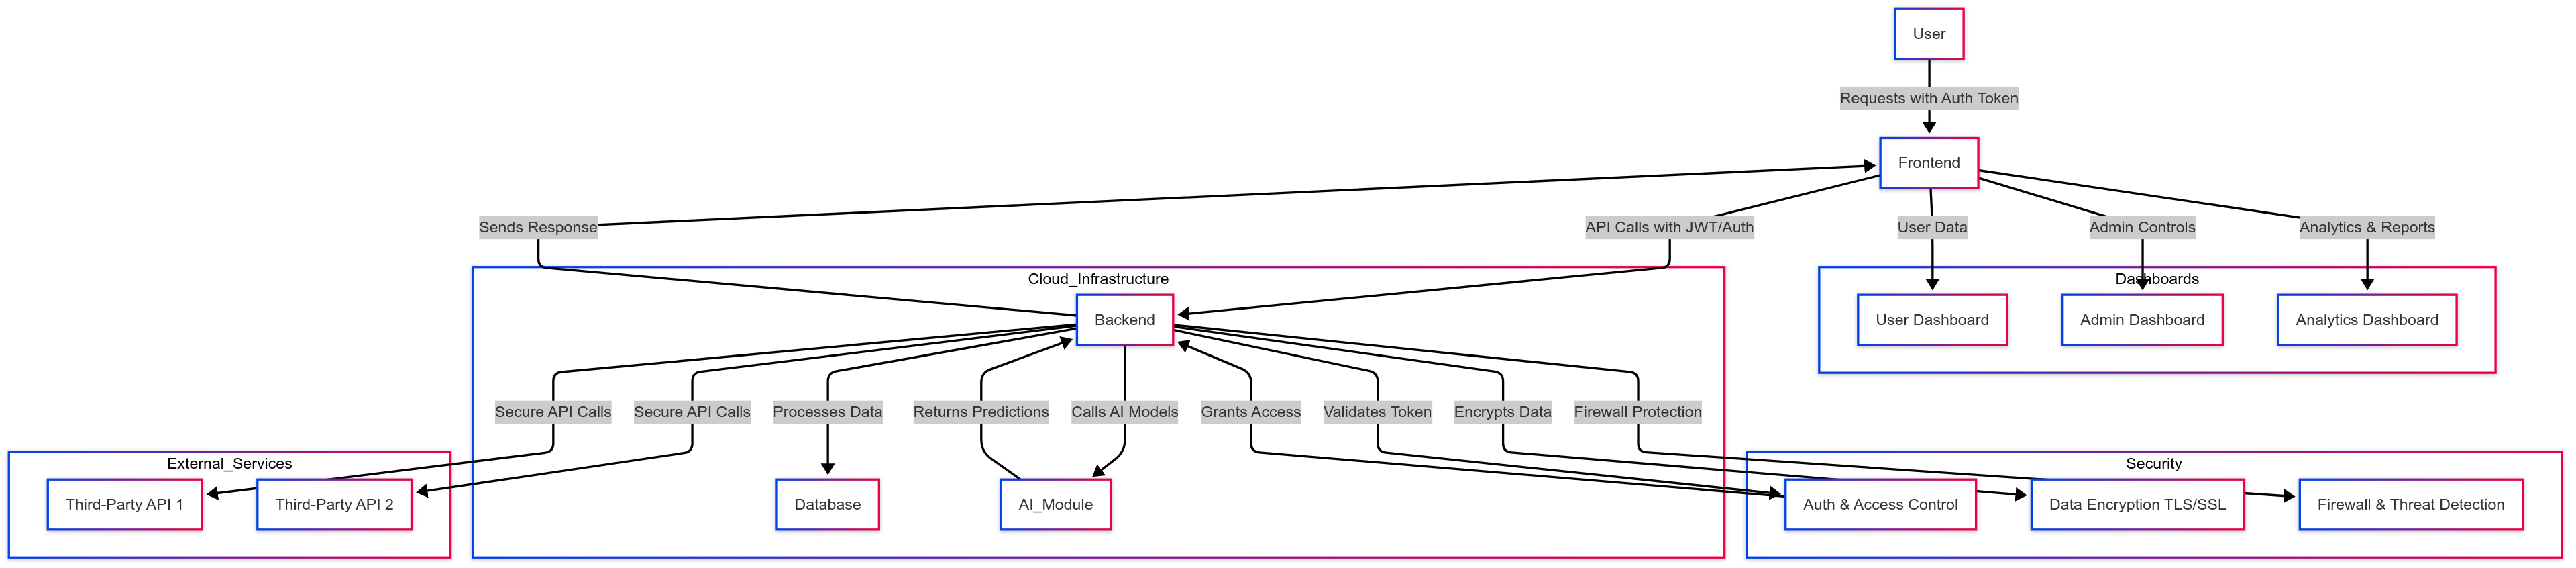 User
Requests with Auth Token
Frontend
Sends Response
API Calls with JWT/Auth
User Data
Admin Controls
Analytics & Reports
Cloud_Infrastructure
Dashboards
Backend
User Dashboard
Admin Dashboard
Analytics Dashboard
Secure API Calls
Secure API Calls
Processes Data
Returns Predictions
Calls AI Models
Grants Access
Validates Token
Encrypts Data
Firewall Protection
External_Services
Security
Third-Party API 1
Third-Party API 2
Database
AI_Module
Auth & Access Control
Data Encryption TLS/SSL
Firewall & Threat Detection